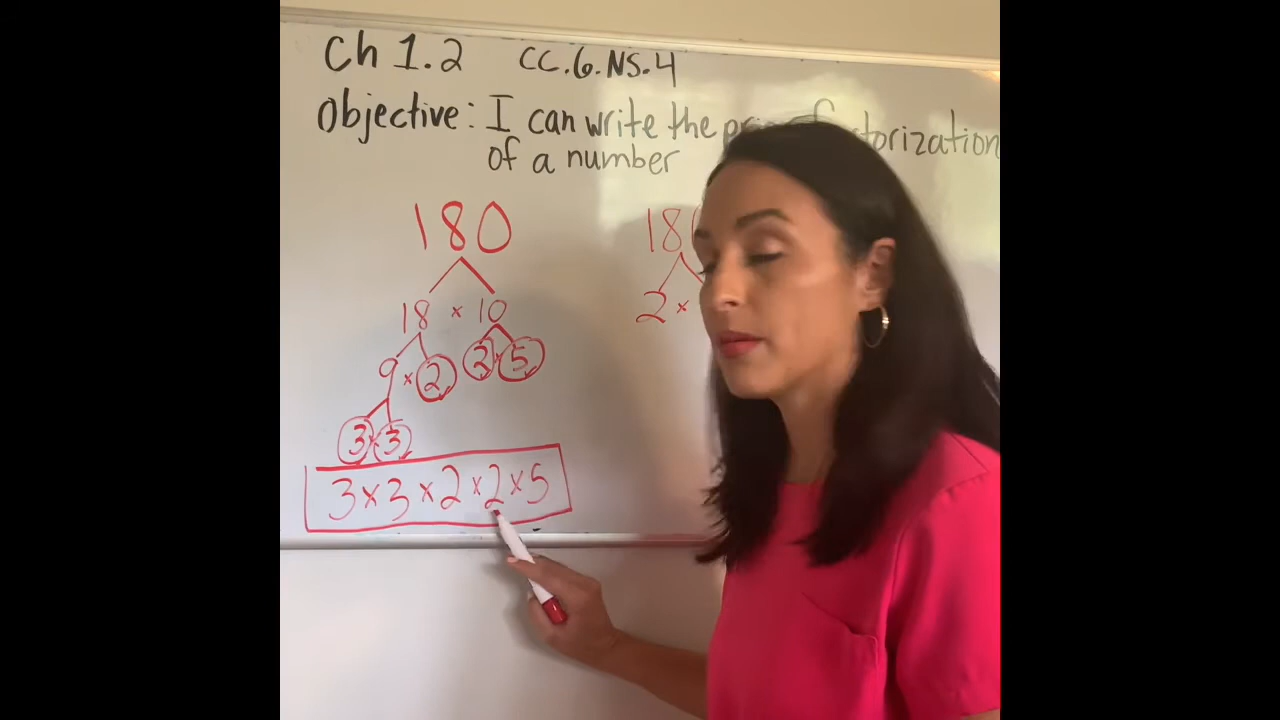 Ch 1.2 CC.6.NS.4
Objective: I can write the
of a number
180
18 × 10
9 × 2 2 5
3 3
3 × 3 × 2 × 2 × 5
2 ×